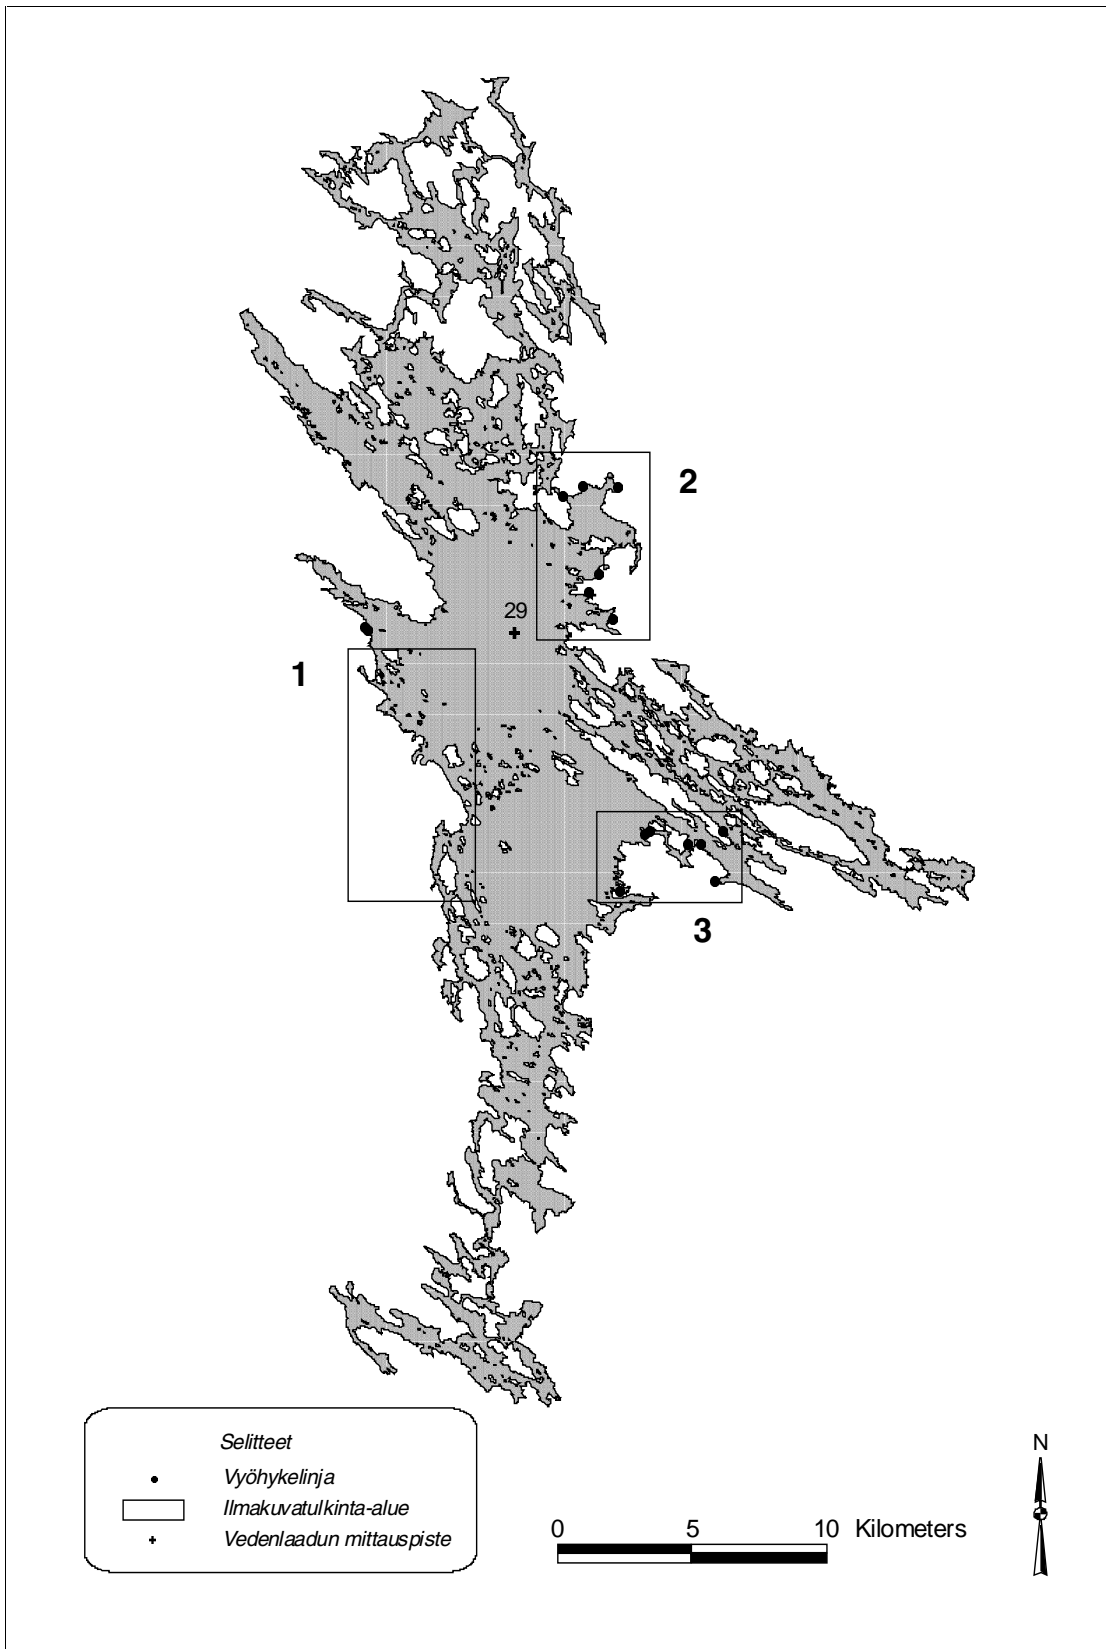 2
29
1
3
Selitteet
Vyöhykelinja
Ilmakuvatulkinta-alue
Vedenlaadun mittauspiste
0 5 10 Kilometers
N